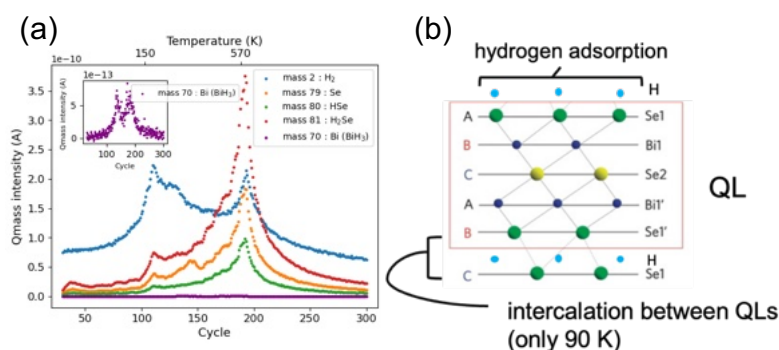 (a)
Temperature (K)
150 570
1e−10
1e−13
Qmass intensity (A)
3.5
3.0
2.5
2.0
1.5
1.0
0.5
0.0
50 100 150 200 250 300
Cycle
Qmass intensity (A)
5
0
100 200 300
Cycle
mass 70 : Bi (BiH₃)
mass 2 : H₂
mass 79 : Se
mass 80 : HSe
mass 81 : H₂Se
mass 70 : Bi (BiH₃)
(b)
hydrogen adsorption
H
A Se1
B Bi1
C Se2
A Bi1'
B Se1'
H
C Se1
QL
intercalation between QLs
(only 90 K)